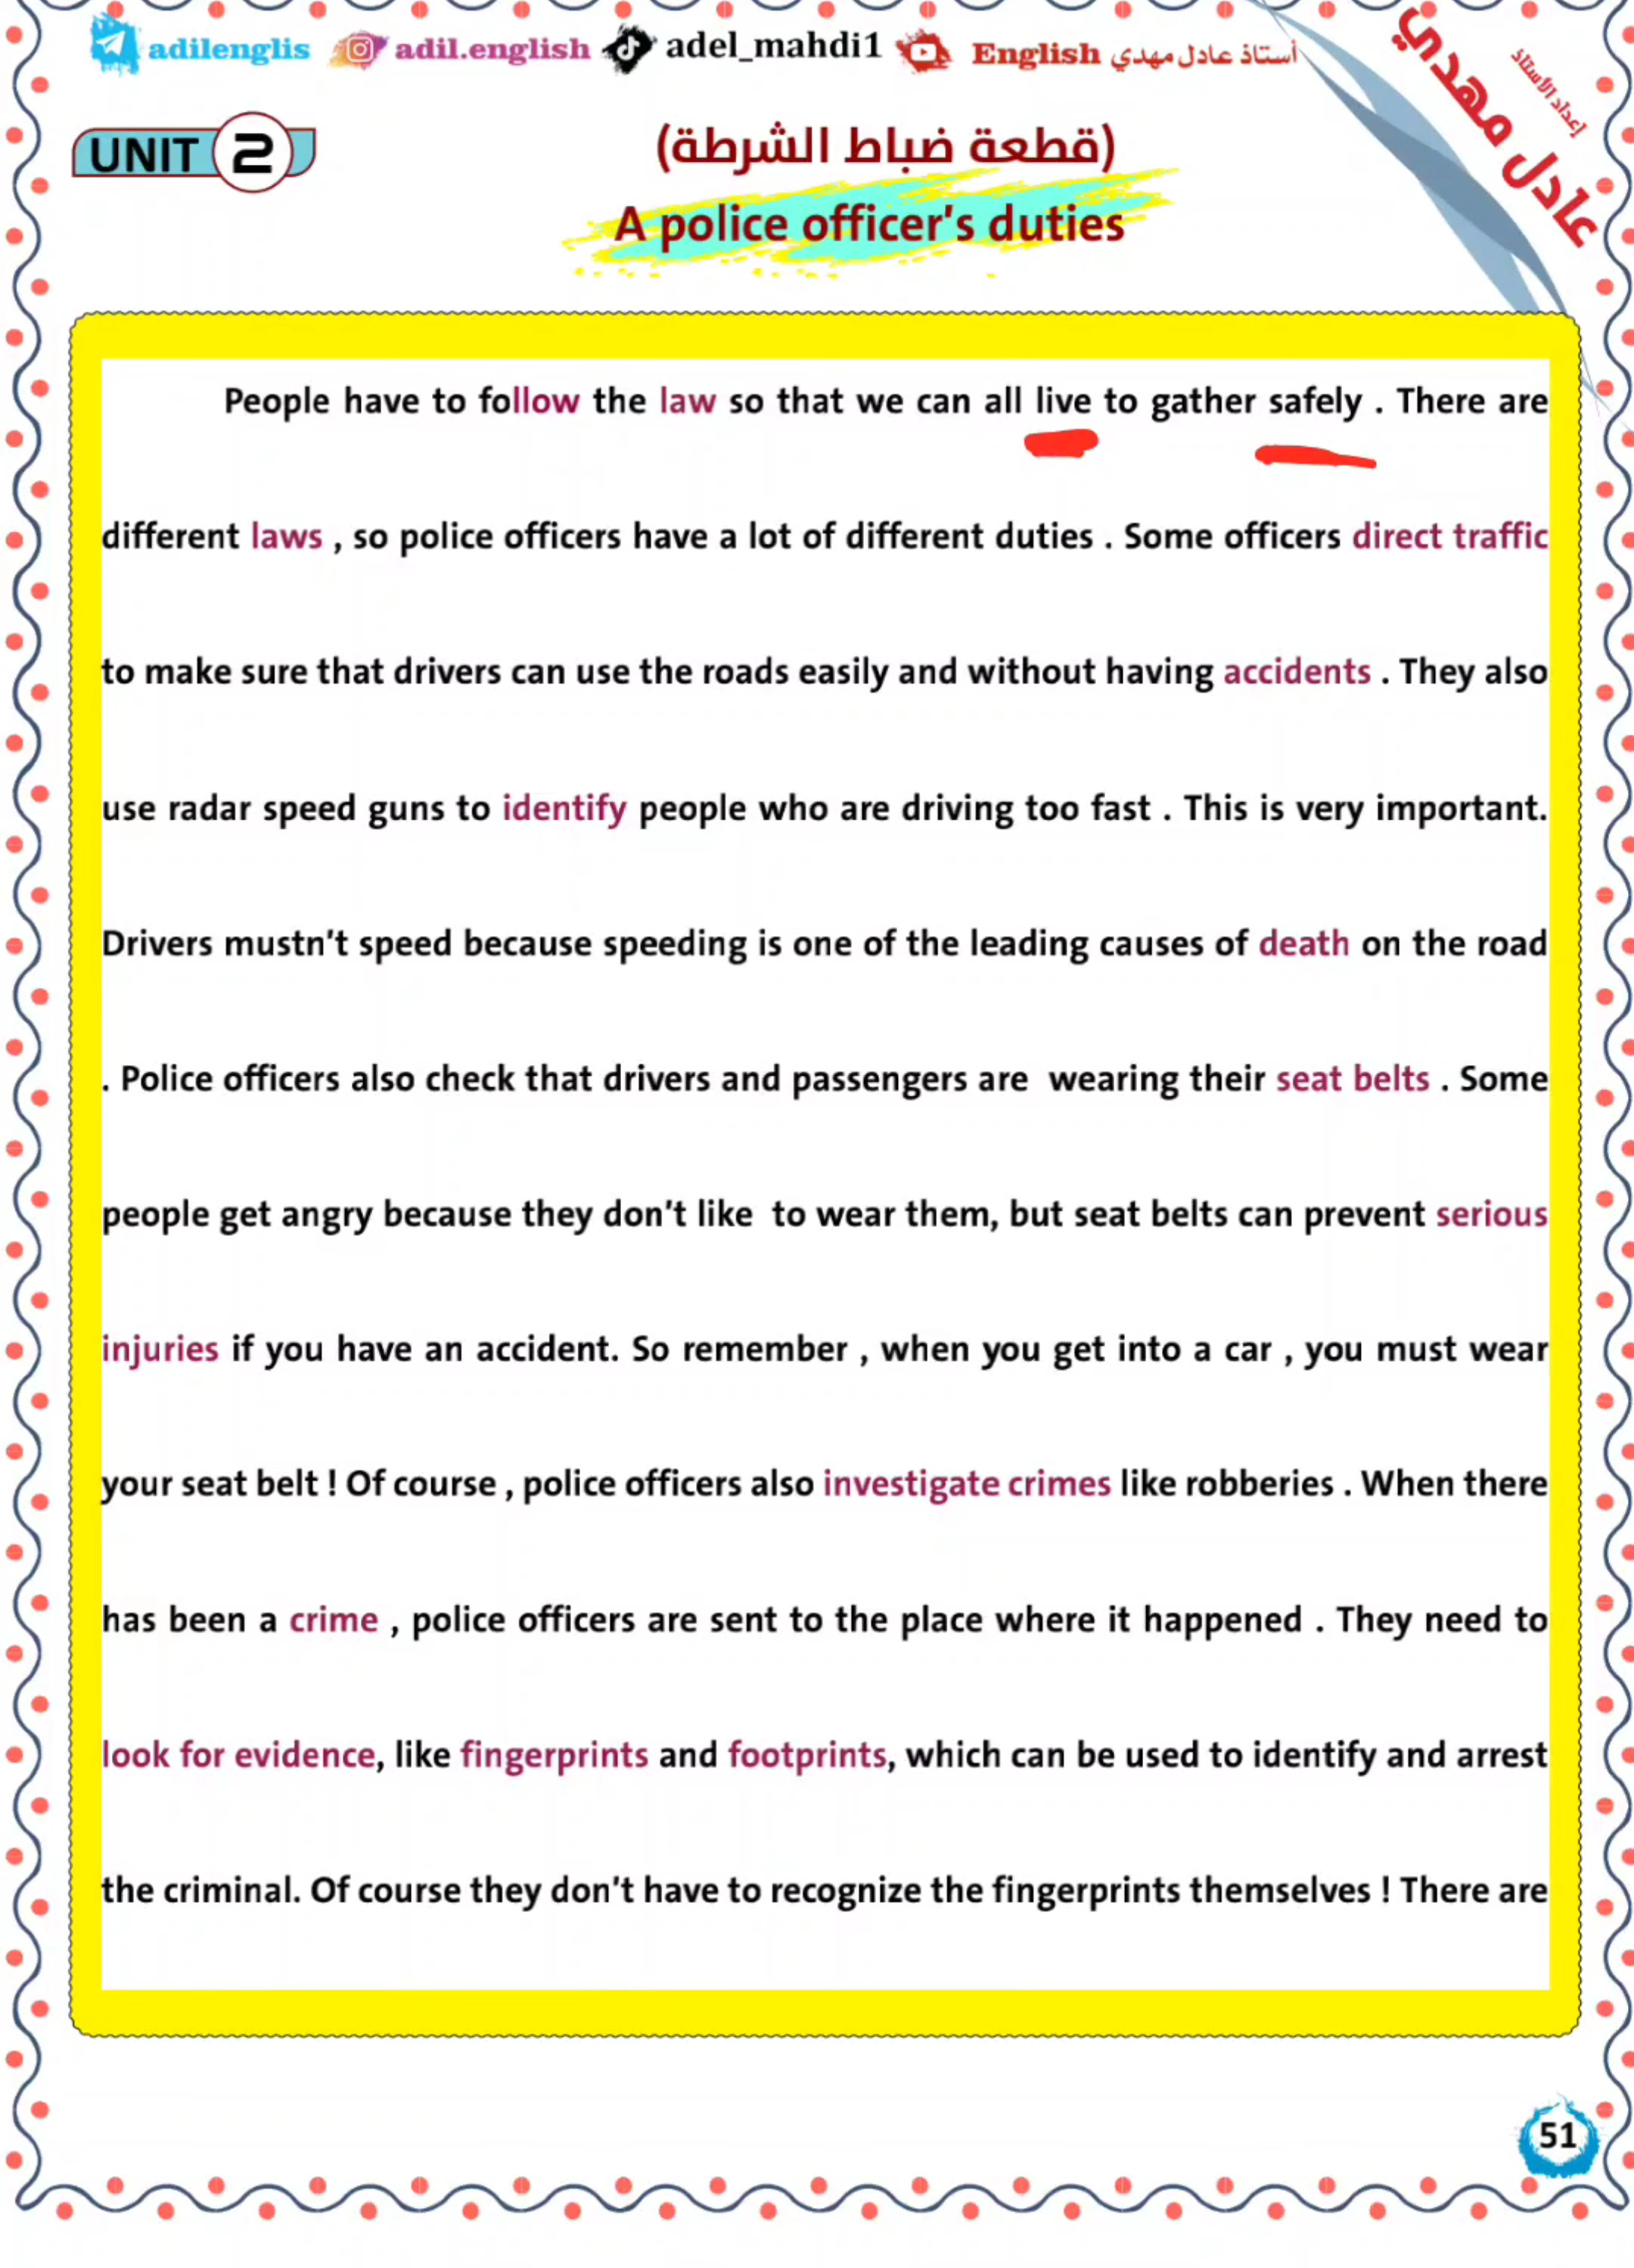 adilenglis adil.english adel_mahdi1 English أستاذ عادل مهدي
إعداد الأستاذ
عادل مهدي
UNIT 2
(قطعة ضباط الشرطة)
A police officer's duties
People have to follow the law so that we can all live to gather safely . There are
different laws , so police officers have a lot of different duties . Some officers direct traffic
to make sure that drivers can use the roads easily and without having accidents . They also
use radar speed guns to identify people who are driving too fast . This is very important.
Drivers mustn't speed because speeding is one of the leading causes of death on the road
. Police officers also check that drivers and passengers are wearing their seat belts . Some
people get angry because they don't like to wear them, but seat belts can prevent serious
injuries if you have an accident. So remember , when you get into a car , you must wear
your seat belt ! Of course , police officers also investigate crimes like robberies . When there
has been a crime , police officers are sent to the place where it happened . They need to
look for evidence, like fingerprints and footprints, which can be used to identify and arrest
the criminal. Of course they don't have to recognize the fingerprints themselves ! There are
51